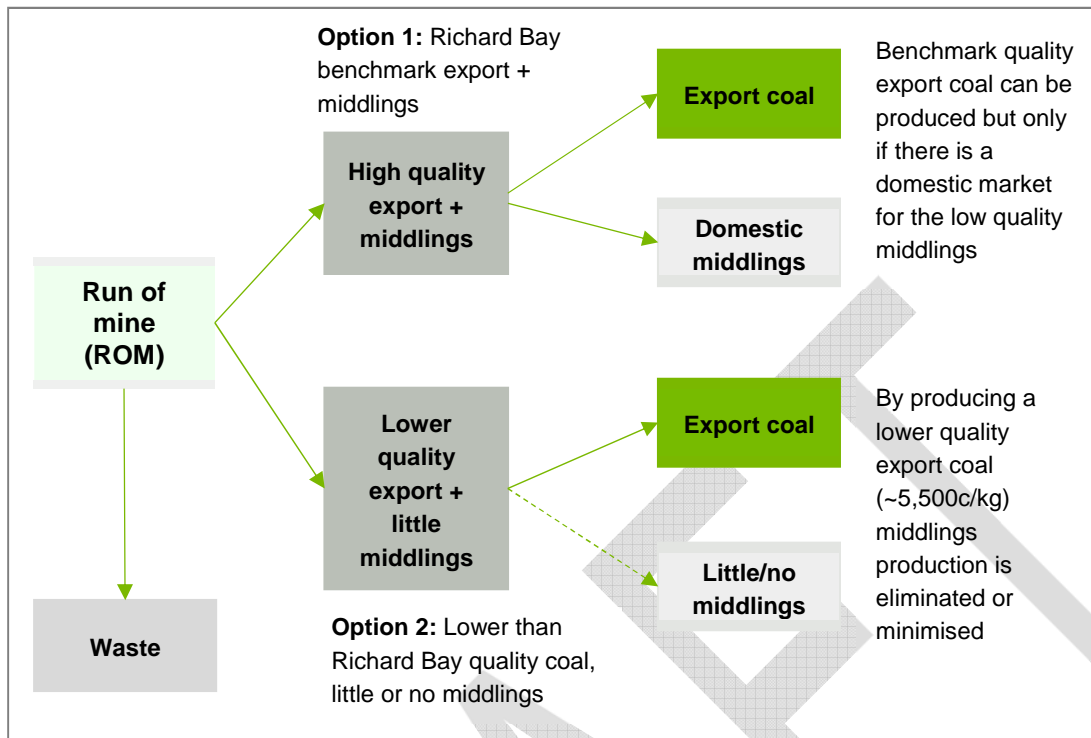 Option 1: Richard Bay
benchmark export +
middlings
Export coal
Benchmark quality
export coal can be
produced but only
if there is a
domestic market
for the low quality
middlings
High quality
export +
middlings
Domestic
middlings
Run of
mine
(ROM)
Waste
Lower
quality
export +
little
middlings
Export coal
Little/no
middlings
By producing a
lower quality
export coal
(~5,500c/kg)
middlings
production is
eliminated or
minimised
Option 2: Lower than
Richard Bay quality coal,
little or no middlings